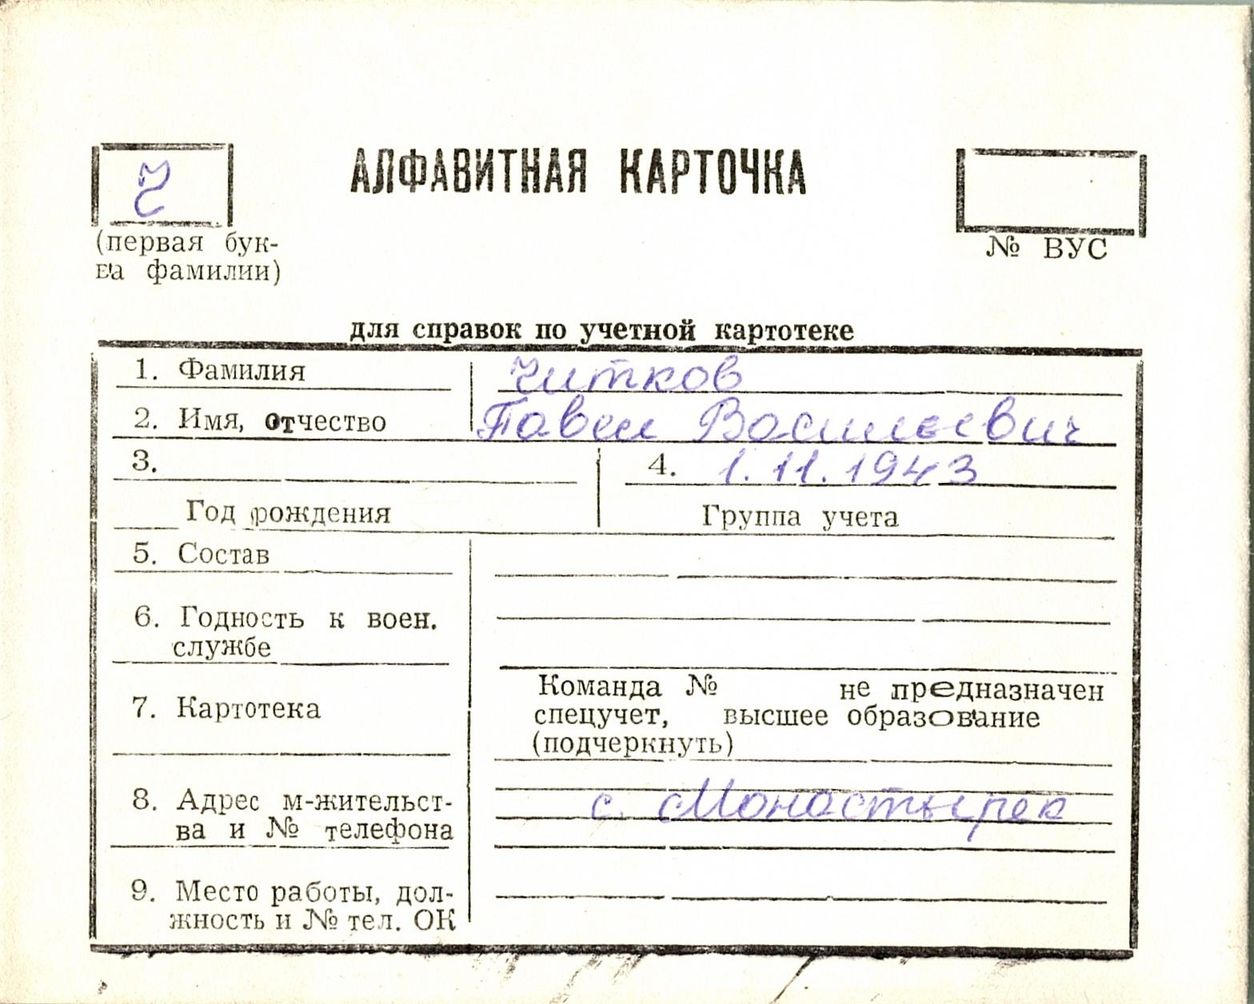 Ч
АЛФАВИТНАЯ КАРТОЧКА
(первая бук-
ва фамилии)
№ ВУС
для справок по учетной картотеке
1. Фамилия Читков
2. Имя, отчество Павел Васильевич
3.
4. 1.11.1943
Год рождения
Группа учета
5. Состав
6. Годность к воен.
службе
7. Картотека
Команда № не предназначен
спецучет, высшее образование
(подчеркнуть)
8. Адрес м-жительст-
ва и № телефона
с. Монастырек
9. Место работы, дол-
жность и № тел. ОК